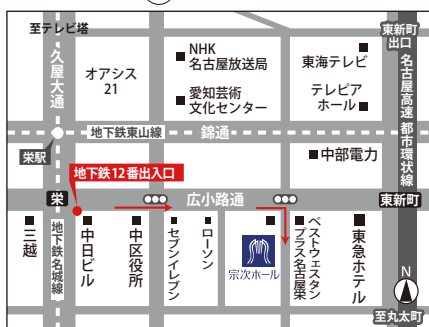 至テレビ塔
東新町
出口
久屋大通
オアシス
21
NHK
名古屋放送局
愛知芸術
文化センター
東海テレビ
テレピア
ホール
名古屋高速 都市環状線
地下鉄東山線
錦通
栄駅
中部電力
地下鉄12番出入口
栄
広小路通
東新町
三越
地下鉄名城線
中日ビル
中区役所
セブンイレブン
ローソン
宗次ホール
ベストウェスタン
プラス名古屋栄
東急ホテル
N
至丸太町